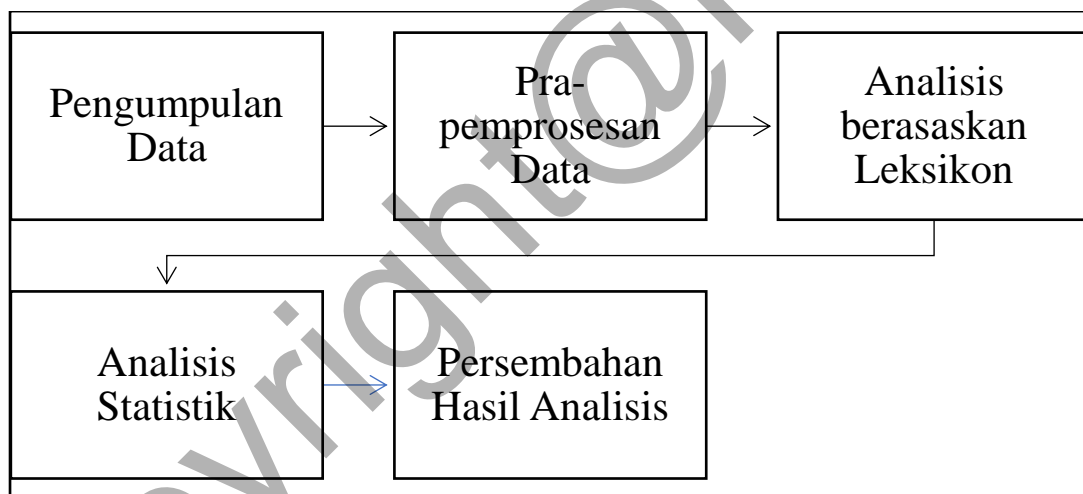 Pengumpulan
Data
Pra-
pemprosesan
Data
Analisis
berasaskan
Leksikon
Analisis
Statistik
Persembahan
Hasil Analisis